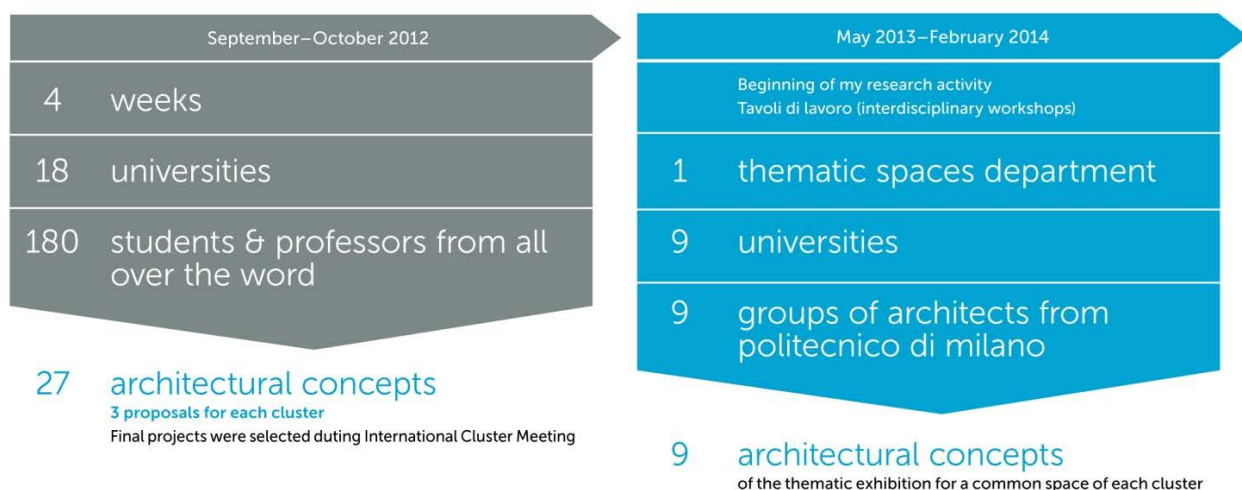 September–October 2012
4 weeks
18 universities
180 students & professors from all
over the word
27 architectural concepts
3 proposals for each cluster
Final projects were selected duting International Cluster Meeting
May 2013–February 2014
Beginning of my research activity
Tavoli di lavoro (interdisciplinary workshops)
1 thematic spaces department
9 universities
9 groups of architects from
politecnico di milano
9 architectural concepts
of the thematic exhibition for a common space of each cluster